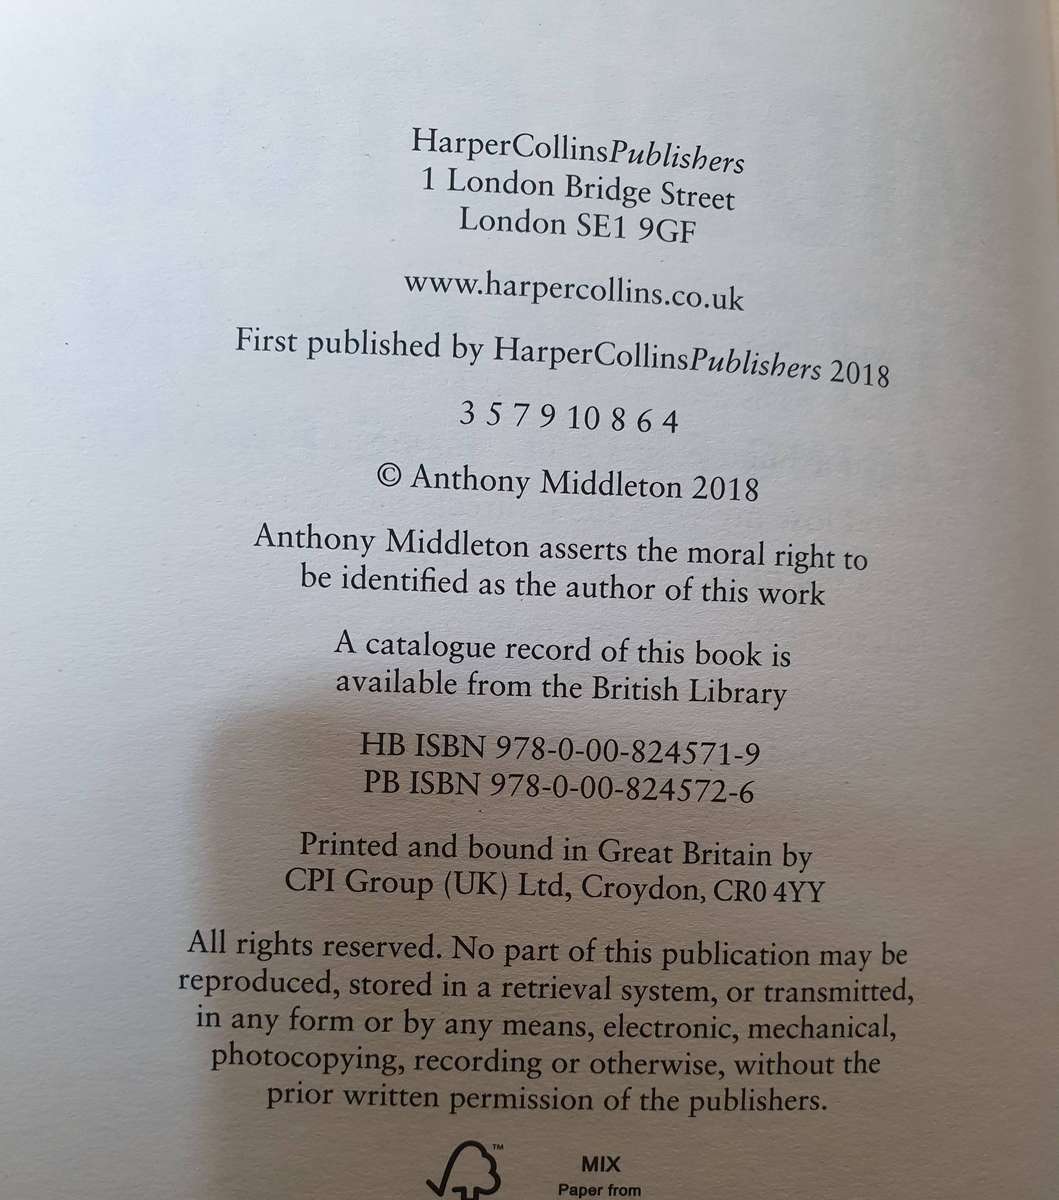 HarperCollinsPublishers
1 London Bridge Street
London SE1 9GF
www.harpercollins.co.uk
First published by HarperCollinsPublishers 2018
3 5 7 9 10 8 6 4
© Anthony Middleton 2018
Anthony Middleton asserts the moral right to
be identified as the author of this work
A catalogue record of this book is
available from the British Library
HB ISBN 978-0-00-824571-9
PB ISBN 978-0-00-824572-6
Printed and bound in Great Britain by
CPI Group (UK) Ltd, Croydon, CR0 4YY
All rights reserved. No part of this publication may be
reproduced, stored in a retrieval system, or transmitted,
in any form or by any means, electronic, mechanical,
photocopying, recording or otherwise, without the
prior written permission of the publishers.
™
MIX
Paper from